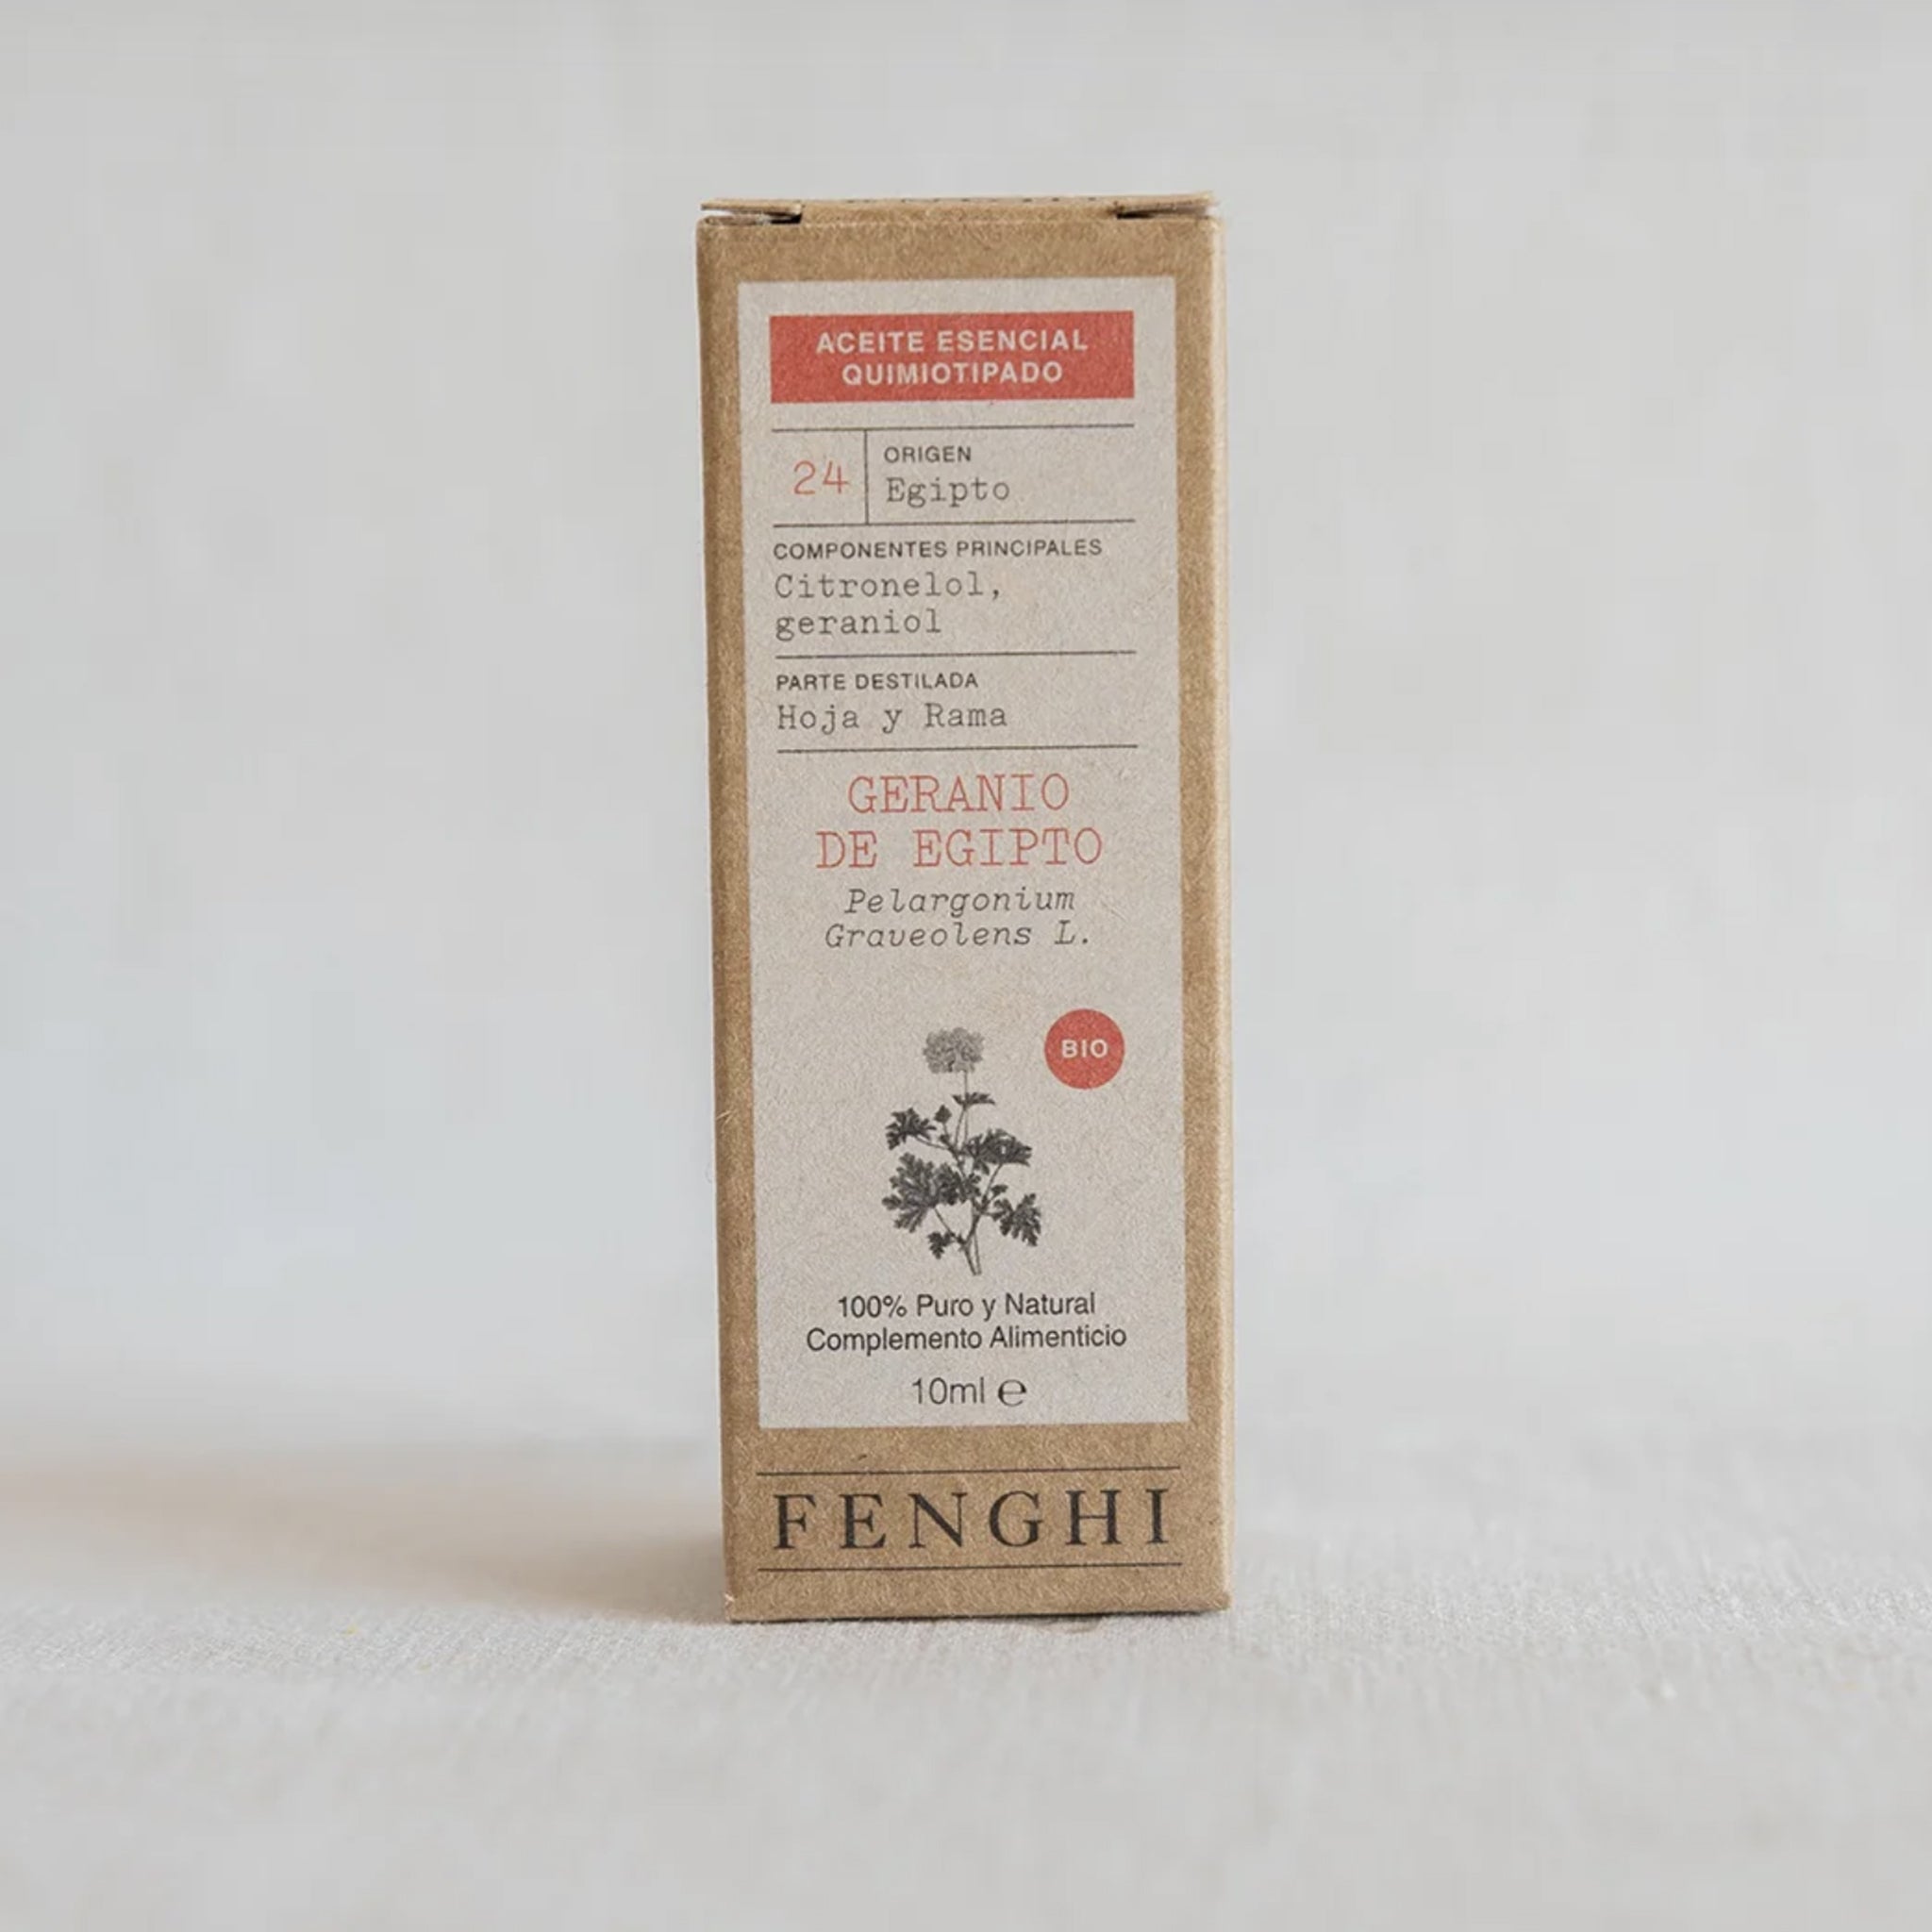 ACEITE ESENCIAL
QUIMIOTIPADO
24
ORIGEN
Egipto
COMPONENTES PRINCIPALES
Citronelol,
geraniol
PARTE DESTILADA
Hoja y Rama
GERANIO
DE EGIPTO
Pelargonium
Graveolens L.
BIO
100% Puro y Natural
Complemento Alimenticio
10ml ℮
FENGHI